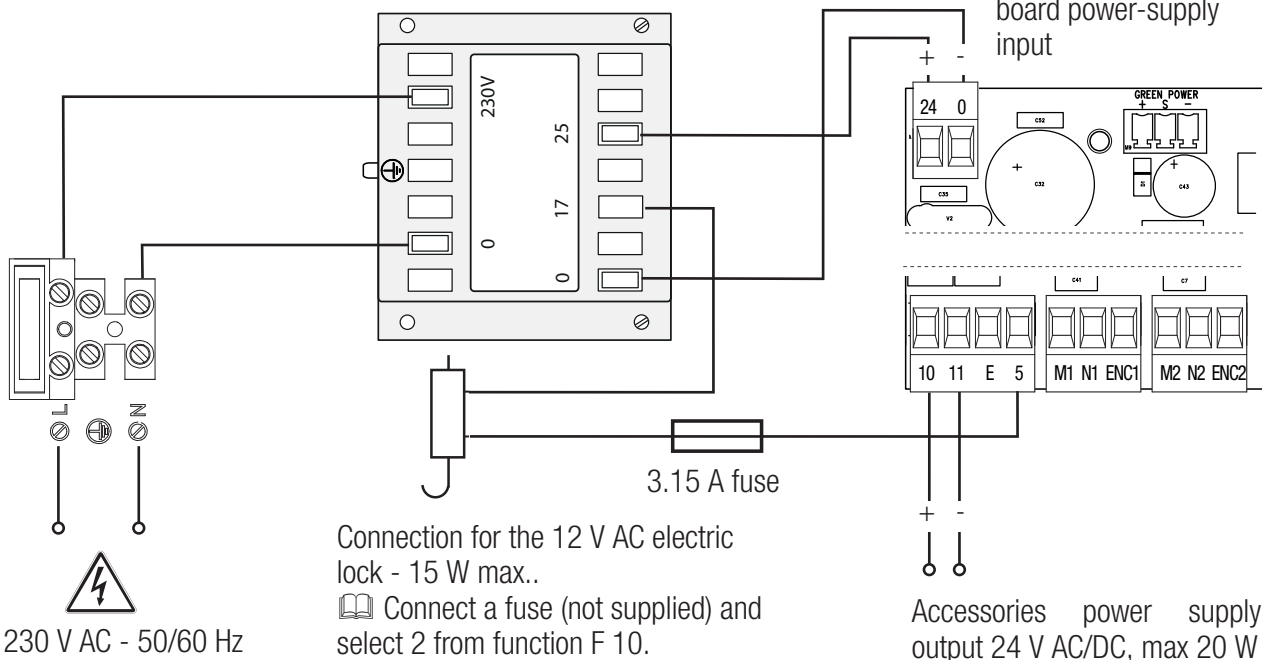 board power-supply
input
+ -
24 0
GREEN POWER
+ S -
C52
C32
C35
V2
D1
C43
230V
0
25
17
0
L N
C41
C7
10 11 E 5
M1 N1 ENC1
M2 N2 ENC2
3.15 A fuse
+ -
Connection for the 12 V AC electric
lock - 15 W max..
Connect a fuse (not supplied) and
select 2 from function F 10.
230 V AC - 50/60 Hz
Accessories power supply
output 24 V AC/DC, max 20 W